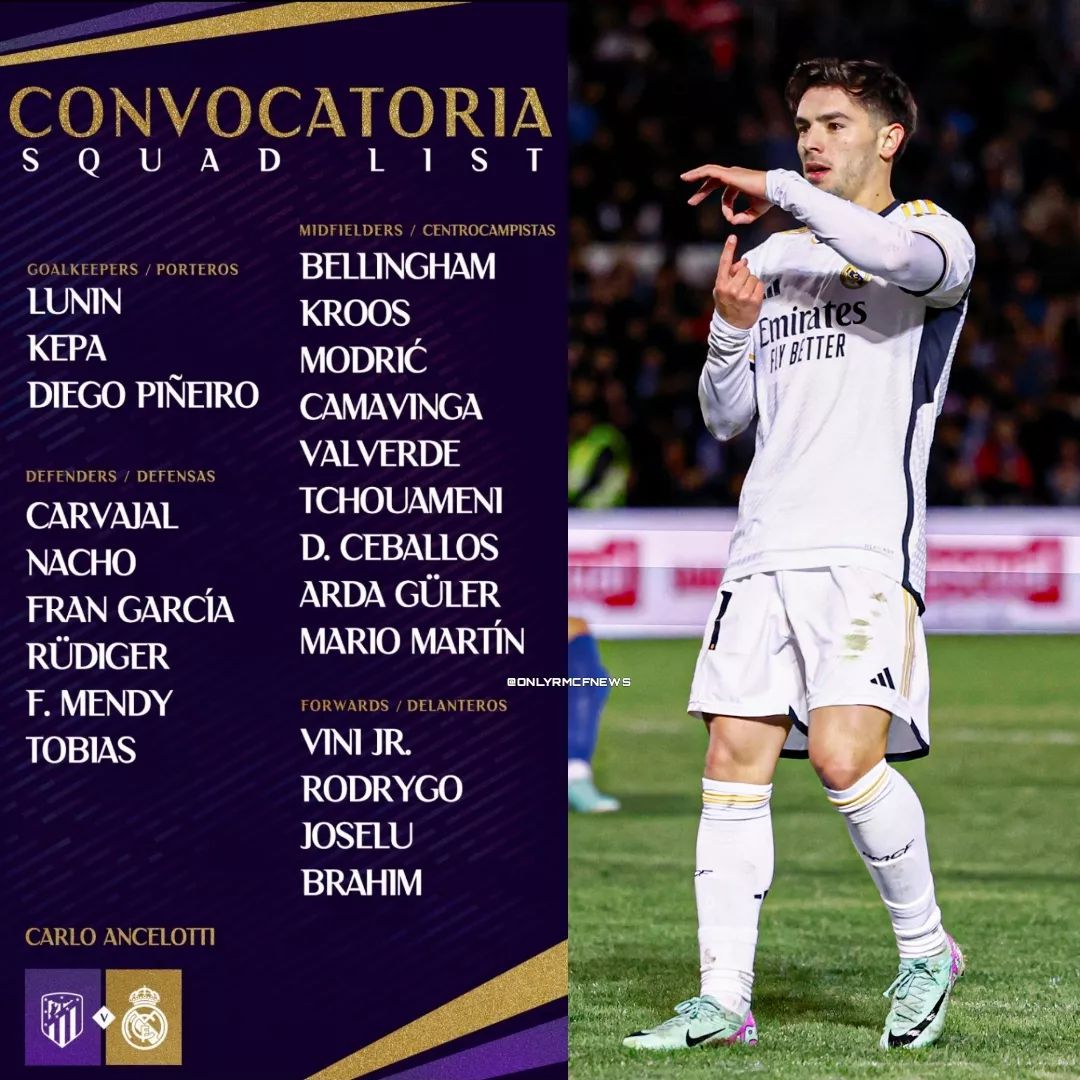 CONVOCATORIA
SQUAD LIST
GOALKEEPERS / PORTEROS
LUNIN
KEPA
DIEGO PIÑEIRO
DEFENDERS / DEFENSAS
CARVAJAL
NACHO
FRAN GARCÍA
RÜDIGER
F. MENDY
TOBIAS
MIDFIELDERS / CENTROCAMPISTAS
BELLINGHAM
KROOS
MODRIĆ
CAMAVINGA
VALVERDE
TCHOUAMENI
D. CEBALLOS
ARDA GÜLER
MARIO MARTÍN
FORWARDS / DELANTEROS
VINI JR.
RODRYGO
JOSELU
BRAHIM
CARLO ANCELOTTI
V
@ONLYRMCFNEWS
Emirates
FLY BETTER